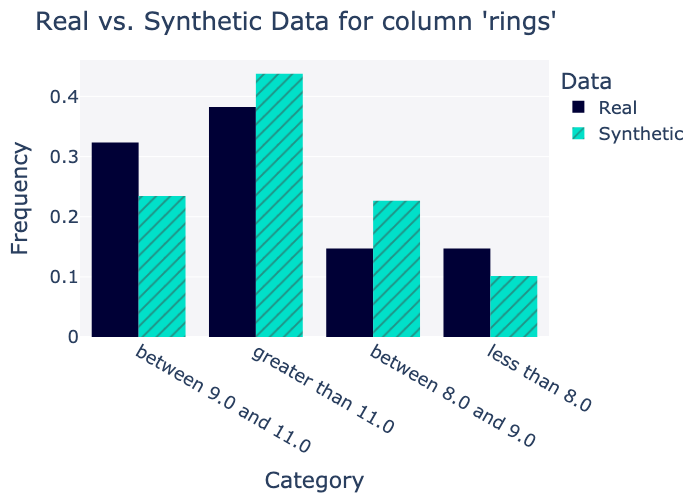 Real vs. Synthetic Data for column 'rings'
Data
Real
Synthetic
Frequency
0.4
0.3
0.2
0.1
0
between 9.0 and 11.0
greater than 11.0
between 8.0 and 9.0
less than 8.0
Category